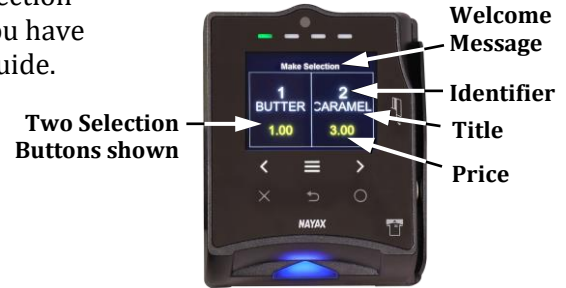 ection
ou have
uide.
Welcome
Message
Make Selection
1
BUTTER
1.00
2
CARAMEL
3.00
Identifier
Title
Price
Two Selection
Buttons shown
NAYAX